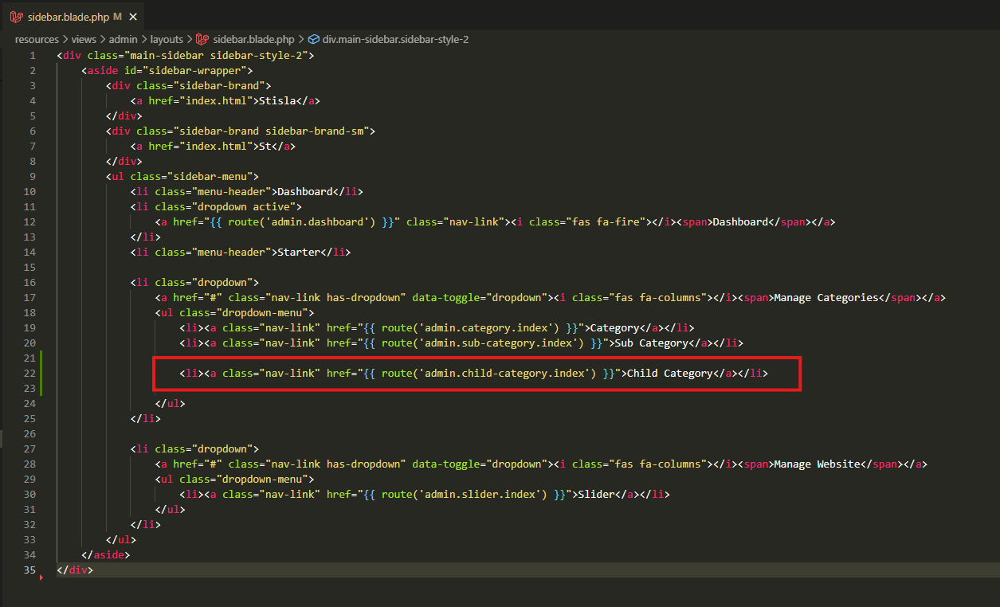 sidebar.blade.php M ×
resources > views > admin > layouts > sidebar.blade.php > div.main-sidebar.sidebar-style-2
1 <div class="main-sidebar sidebar-style-2">
2     <aside id="sidebar-wrapper">
3         <div class="sidebar-brand">
4             <a href="index.html">Stisla</a>
5         </div>
6         <div class="sidebar-brand sidebar-brand-sm">
7             <a href="index.html">St</a>
8         </div>
9         <ul class="sidebar-menu">
10             <li class="menu-header">Dashboard</li>
11             <li class="dropdown active">
12                 <a href="{{ route('admin.dashboard') }}" class="nav-link"><i class="fas fa-fire"></i><span>Dashboard</span></a>
13             </li>
14             <li class="menu-header">Starter</li>
15
16             <li class="dropdown">
17                 <a href="#" class="nav-link has-dropdown" data-toggle="dropdown"><i class="fas fa-columns"></i><span>Manage Categories</span></a>
18                 <ul class="dropdown-menu">
19                     <li><a class="nav-link" href="{{ route('admin.category.index') }}">Category</a></li>
20                     <li><a class="nav-link" href="{{ route('admin.sub-category.index') }}">Sub Category</a></li>
21
22                     <li><a class="nav-link" href="{{ route('admin.child-category.index') }}">Child Category</a></li>
23
24                 </ul>
25             </li>
26
27             <li class="dropdown">
28                 <a href="#" class="nav-link has-dropdown" data-toggle="dropdown"><i class="fas fa-columns"></i><span>Manage Website</span></a>
29                 <ul class="dropdown-menu">
30                     <li><a class="nav-link" href="{{ route('admin.slider.index') }}">Slider</a></li>
31                 </ul>
32             </li>
33         </ul>
34     </aside>
35 </div>